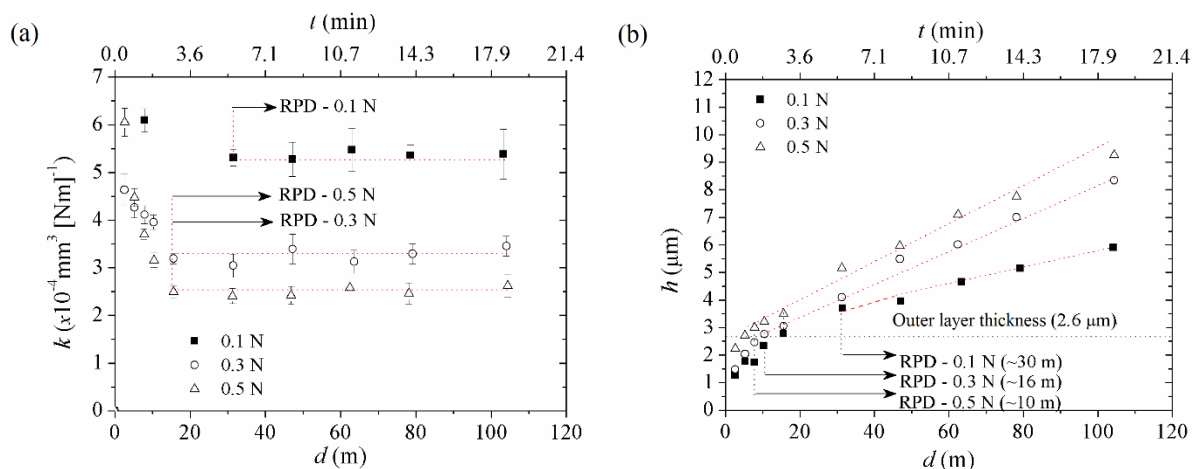 (a)
t (min)
0.0 3.6 7.1 10.7 14.3 17.9 21.4
7
6
5
4
3
2
1
0
k (x10⁻⁴mm³ [Nm]⁻¹)
RPD - 0.1 N
RPD - 0.5 N
RPD - 0.3 N
0.1 N
0.3 N
0.5 N
0 20 40 60 80 100 120
d (m)
(b)
t (min)
0.0 3.6 7.1 10.7 14.3 17.9 21.4
12
11
10
9
8
7
6
5
4
3
2
1
0
h (μm)
0.1 N
0.3 N
0.5 N
Outer layer thickness (2.6 μm)
RPD - 0.1 N (~30 m)
RPD - 0.3 N (~16 m)
RPD - 0.5 N (~10 m)
0 20 40 60 80 100 120
d (m)